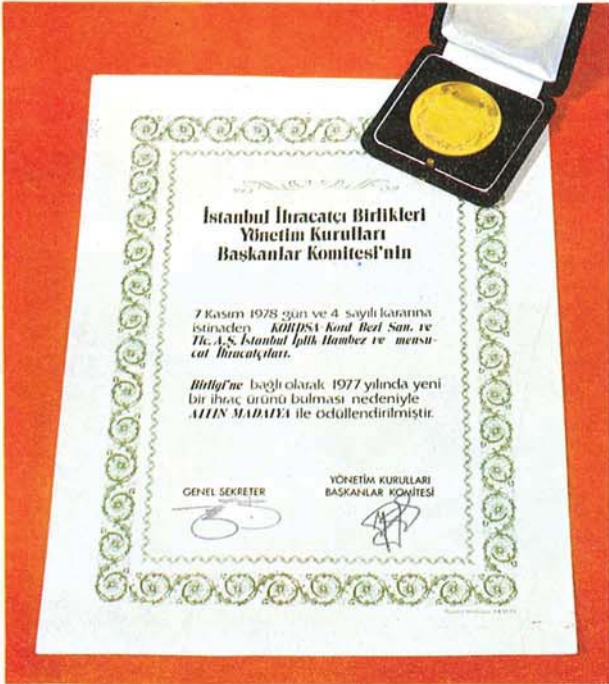 İstanbul İhracatçı Birlikleri
Yönetim Kurulları
Başkanlar Komitesi'nin
7 Kasım 1978 gün ve 4 sayılı kararına
istinaden KORDSA-Kord Bezi San. ve
Tic. A.Ş. İstanbul İplik Hambez ve mensu-
cat İhracatçıları.
Birligi'ne bağlı olarak 1977 yılında yeni
bir ihraç ürünü bulması nedeniyle
ALTIN MADALYA ile ödüllendirilmiştir.
GENEL SEKRETER
YÖNETİM KURULLARI
BAŞKANLAR KOMİTESİ